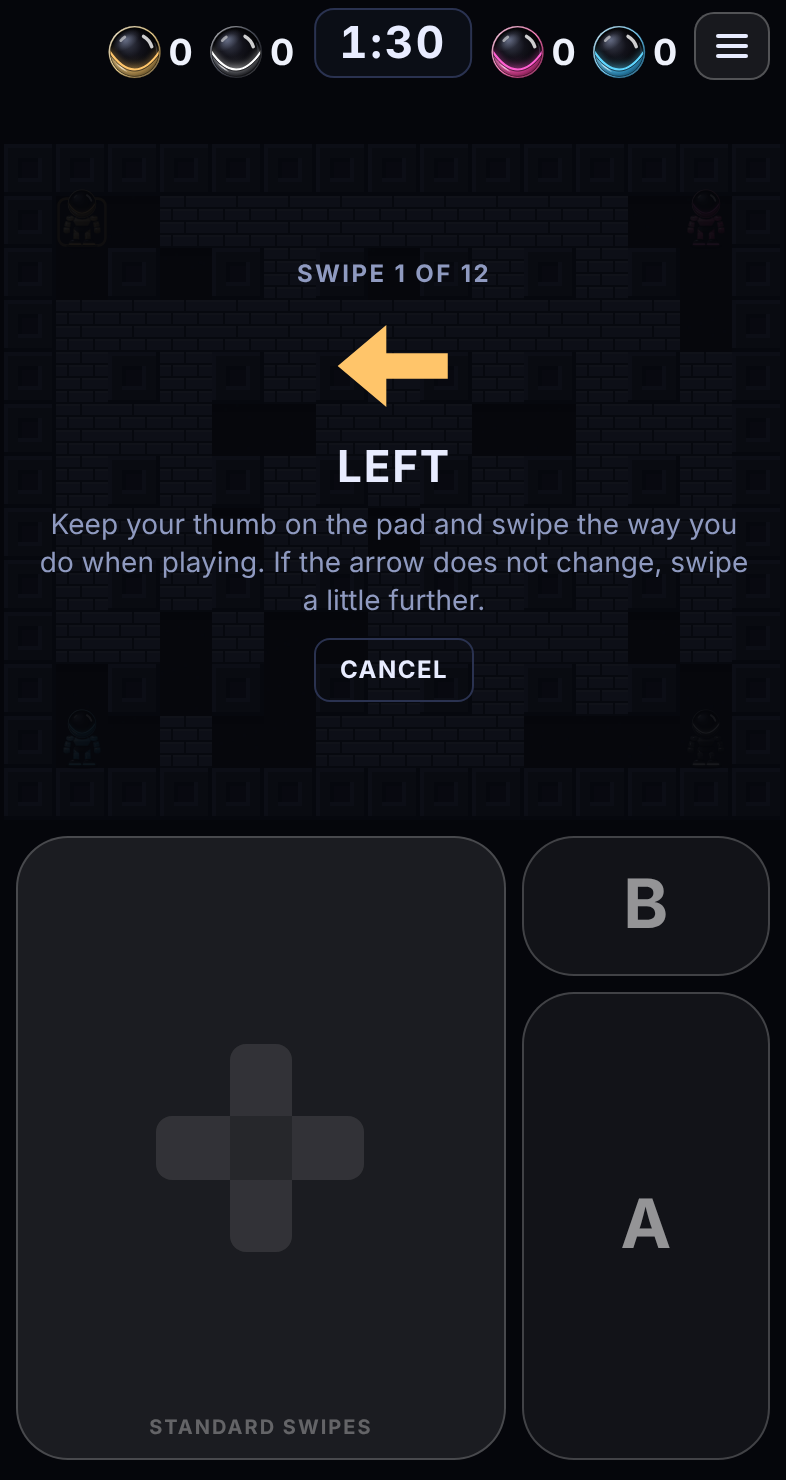 0 0 1:30 0 0
SWIPE 1 OF 12
LEFT
Keep your thumb on the pad and swipe the way you
do when playing. If the arrow does not change, swipe
a little further.
CANCEL
B
A
STANDARD SWIPES